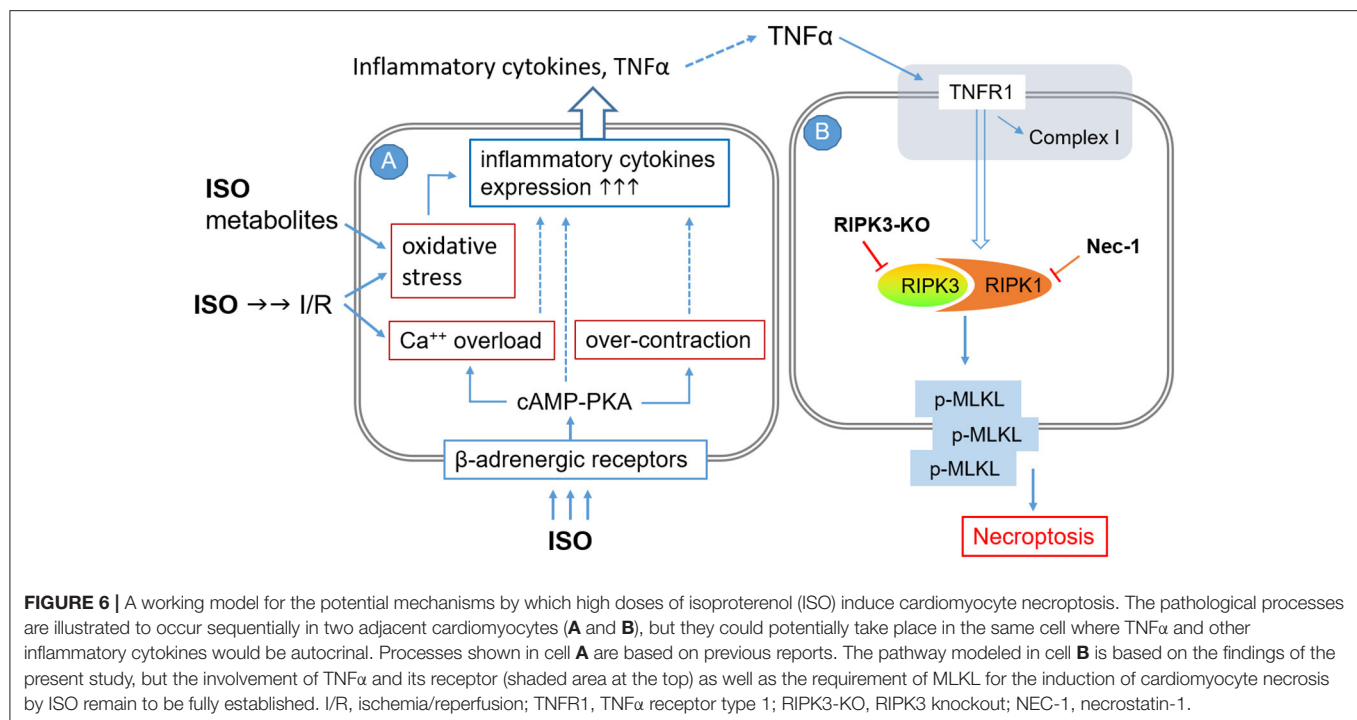 TNFα
Inflammatory cytokines, TNFα
TNFR1
Complex I
A
B
inflammatory cytokines
expression ↑↑↑
ISO
metabolites
oxidative
stress
ISO →→ I/R
Ca⁺⁺ overload
over-contraction
cAMP-PKA
β-adrenergic receptors
ISO
RIPK3-KO
Nec-1
RIPK3
RIPK1
p-MLKL
p-MLKL
p-MLKL
Necroptosis
FIGURE 6 | A working model for the potential mechanisms by which high doses of isoproterenol (ISO) induce cardiomyocyte necroptosis. The pathological processes
are illustrated to occur sequentially in two adjacent cardiomyocytes (A and B), but they could potentially take place in the same cell where TNFα and other
inflammatory cytokines would be autocrinal. Processes shown in cell A are based on previous reports. The pathway modeled in cell B is based on the findings of the
present study, but the involvement of TNFα and its receptor (shaded area at the top) as well as the requirement of MLKL for the induction of cardiomyocyte necrosis
by ISO remain to be fully established. I/R, ischemia/reperfusion; TNFR1, TNFα receptor type 1; RIPK3-KO, RIPK3 knockout; NEC-1, necrostatin-1.